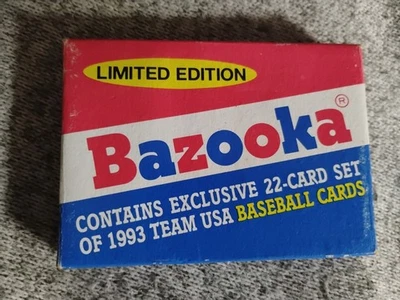 LIMITED EDITION
Bazooka®
CONTAINS EXCLUSIVE 22-CARD SET
OF 1993 TEAM USA BASEBALL CARDS